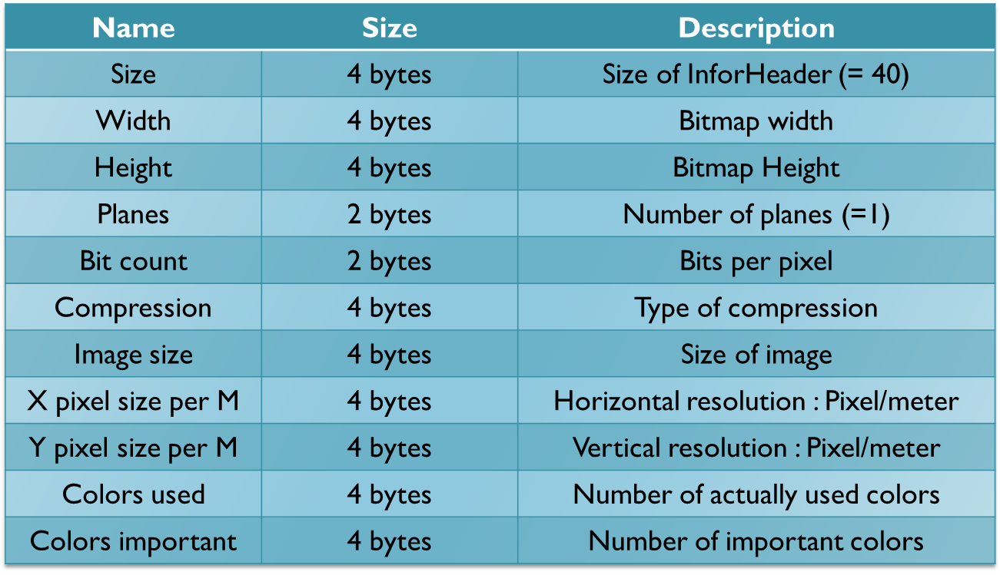 Name Size Description
Size 4 bytes Size of InforHeader (= 40)
Width 4 bytes Bitmap width
Height 4 bytes Bitmap Height
Planes 2 bytes Number of planes (=1)
Bit count 2 bytes Bits per pixel
Compression 4 bytes Type of compression
Image size 4 bytes Size of image
X pixel size per M 4 bytes Horizontal resolution : Pixel/meter
Y pixel size per M 4 bytes Vertical resolution : Pixel/meter
Colors used 4 bytes Number of actually used colors
Colors important 4 bytes Number of important colors